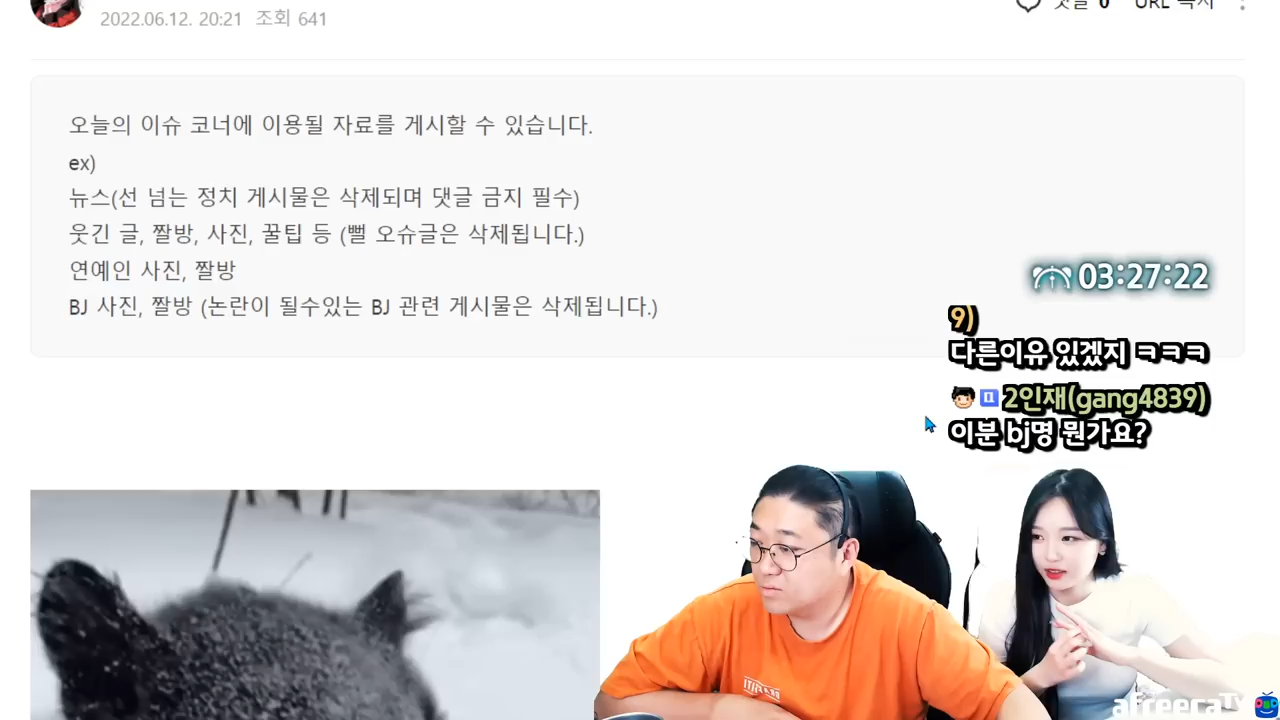 2022.06.12. 20:21 조회 641
댓글 0 URL 복사
오늘의 이슈 코너에 이용될 자료를 게시할 수 있습니다.
ex)
뉴스(선 넘는 정치 게시물은 삭제되며 댓글 금지 필수)
웃긴 글, 짤방, 사진, 꿀팁 등 (뻘 오슈글은 삭제됩니다.)
연예인 사진, 짤방
BJ 사진, 짤방 (논란이 될수있는 BJ 관련 게시물은 삭제됩니다.)
03:27:22
9)
다른이유 있겠지 ㅋㅋㅋ
2인재(gang4839)
이분 bj명 뭔가요?
afreecaTV